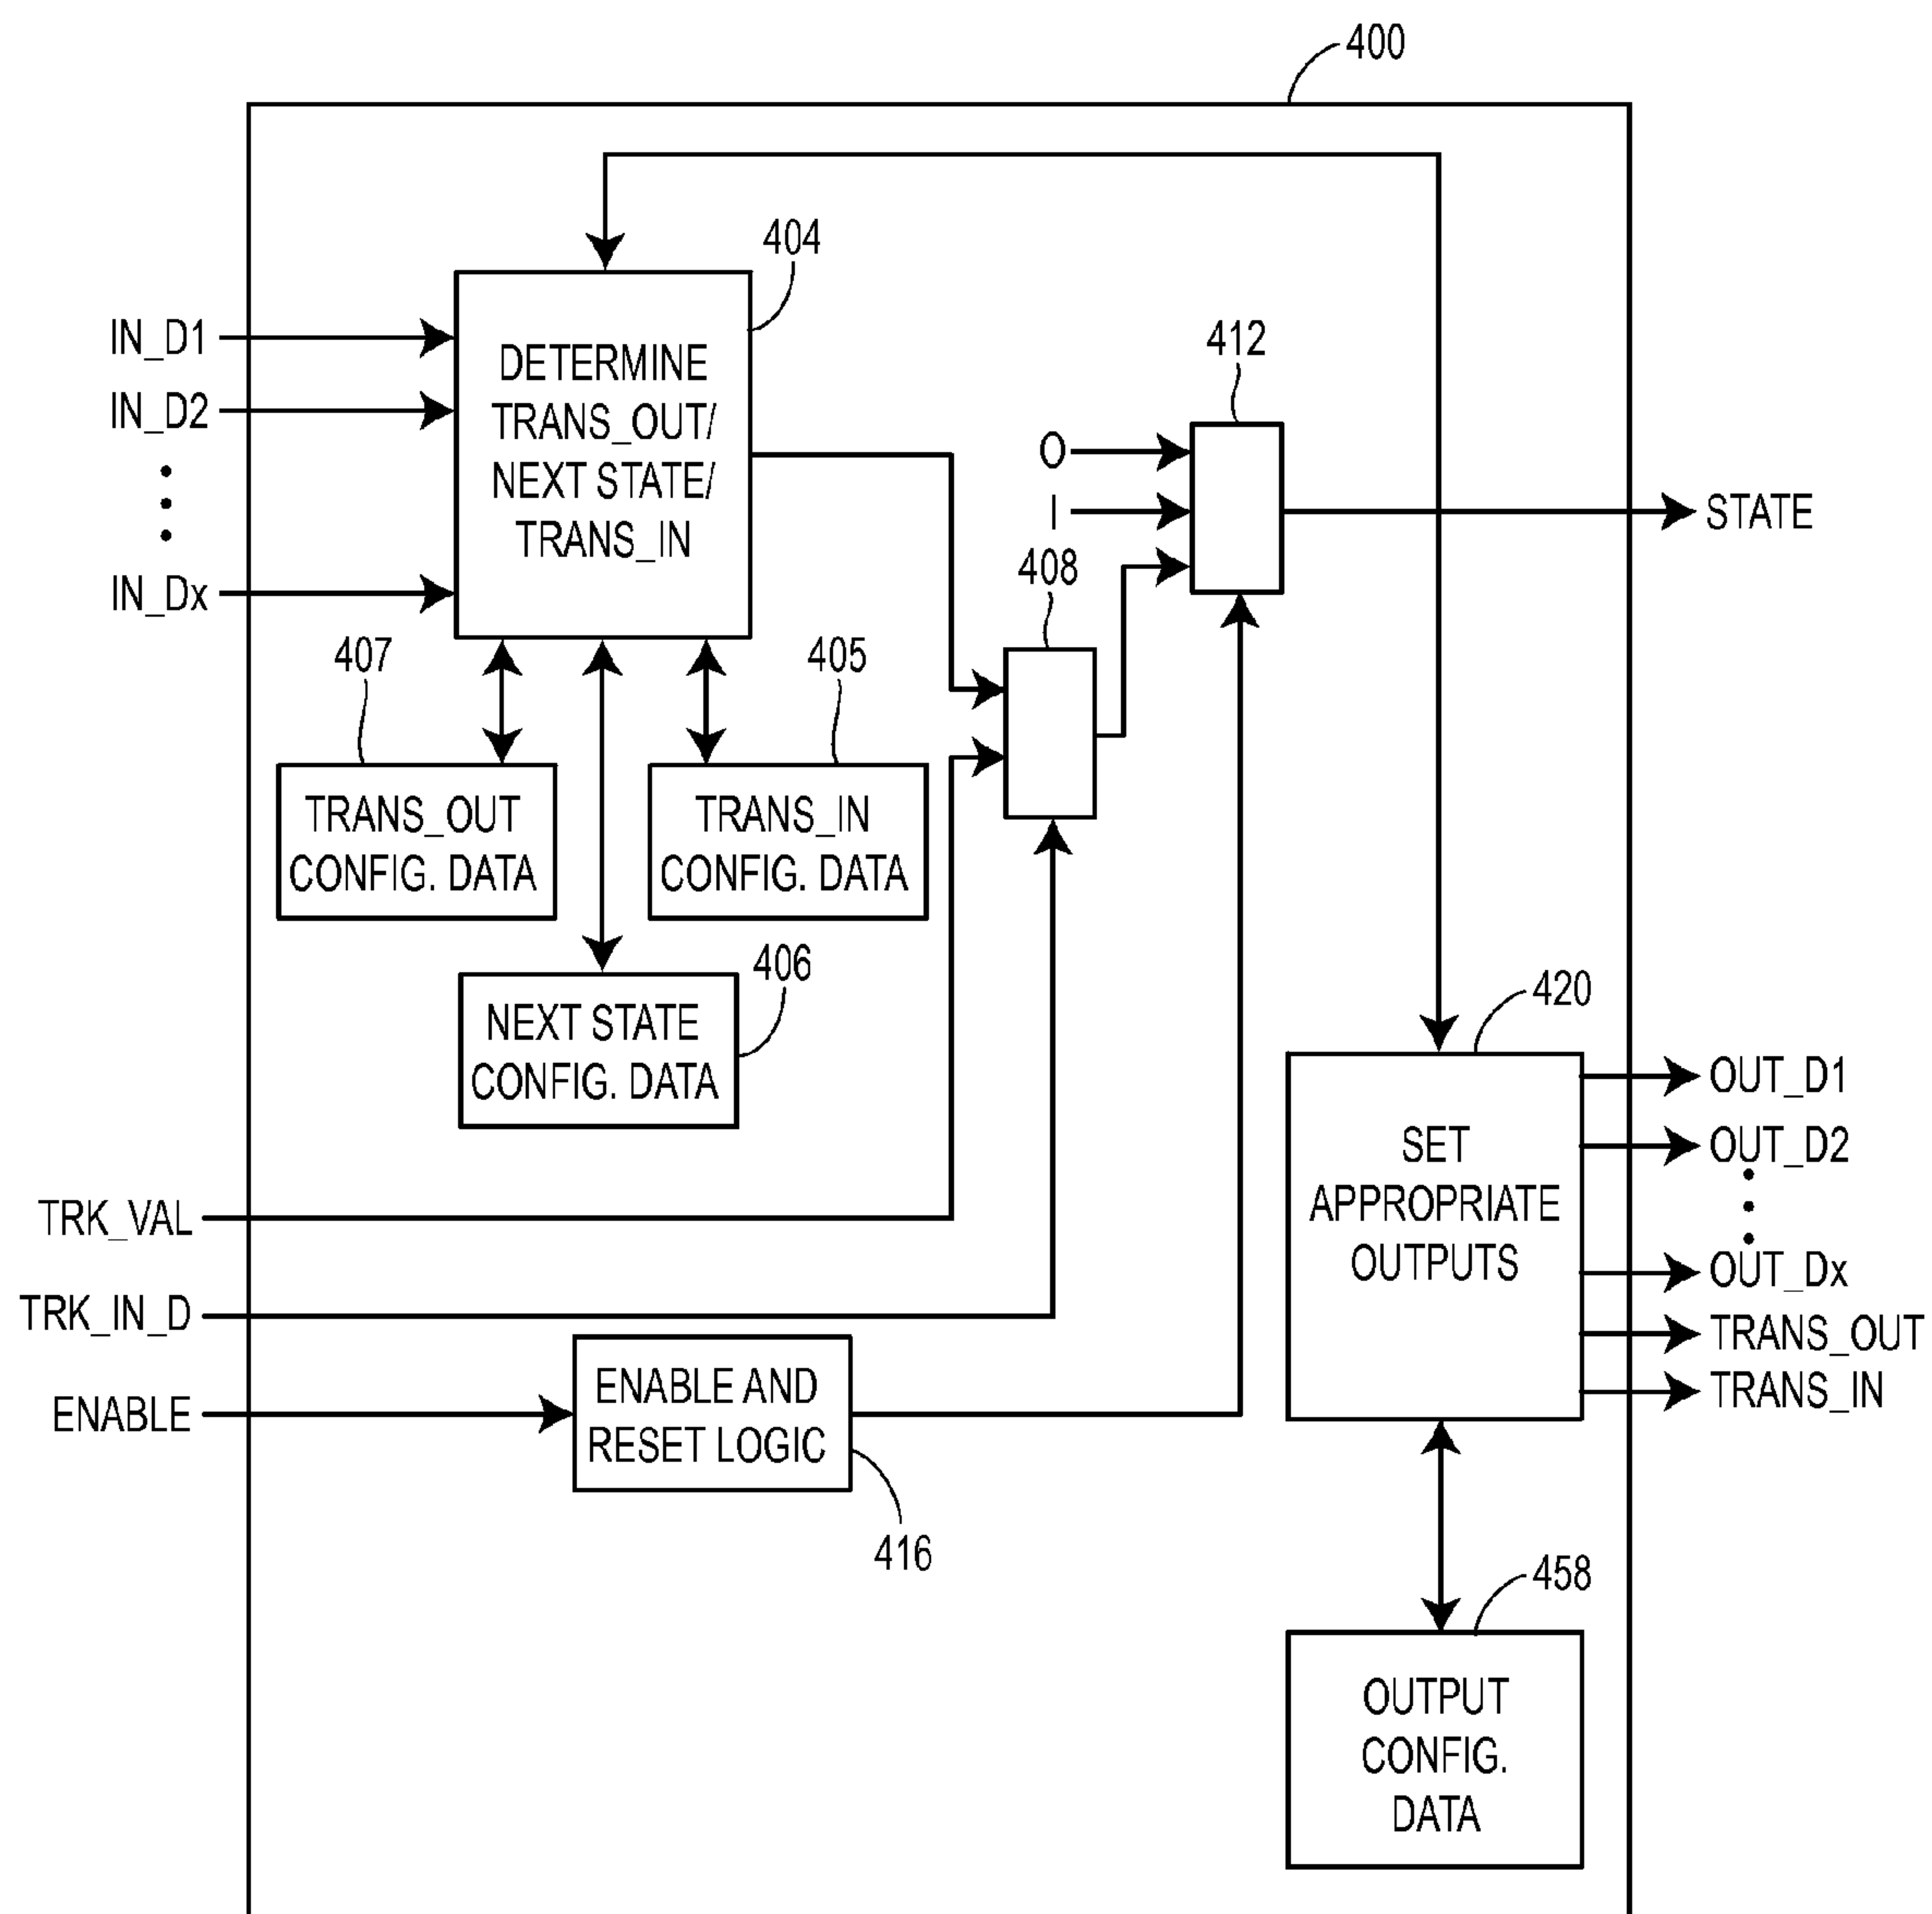 400
404
IN_D1
IN_D2
IN_Dx
DETERMINE
TRANS_OUT/
NEXT STATE/
TRANS_IN
412
O
I
408
STATE
407
405
TRANS_OUT
CONFIG. DATA
TRANS_IN
CONFIG. DATA
406
NEXT STATE
CONFIG. DATA
420
SET
APPROPRIATE
OUTPUTS
OUT_D1
OUT_D2
OUT_Dx
TRANS_OUT
TRANS_IN
TRK_VAL
TRK_IN_D
ENABLE
ENABLE AND
RESET LOGIC
416
458
OUTPUT
CONFIG.
DATA